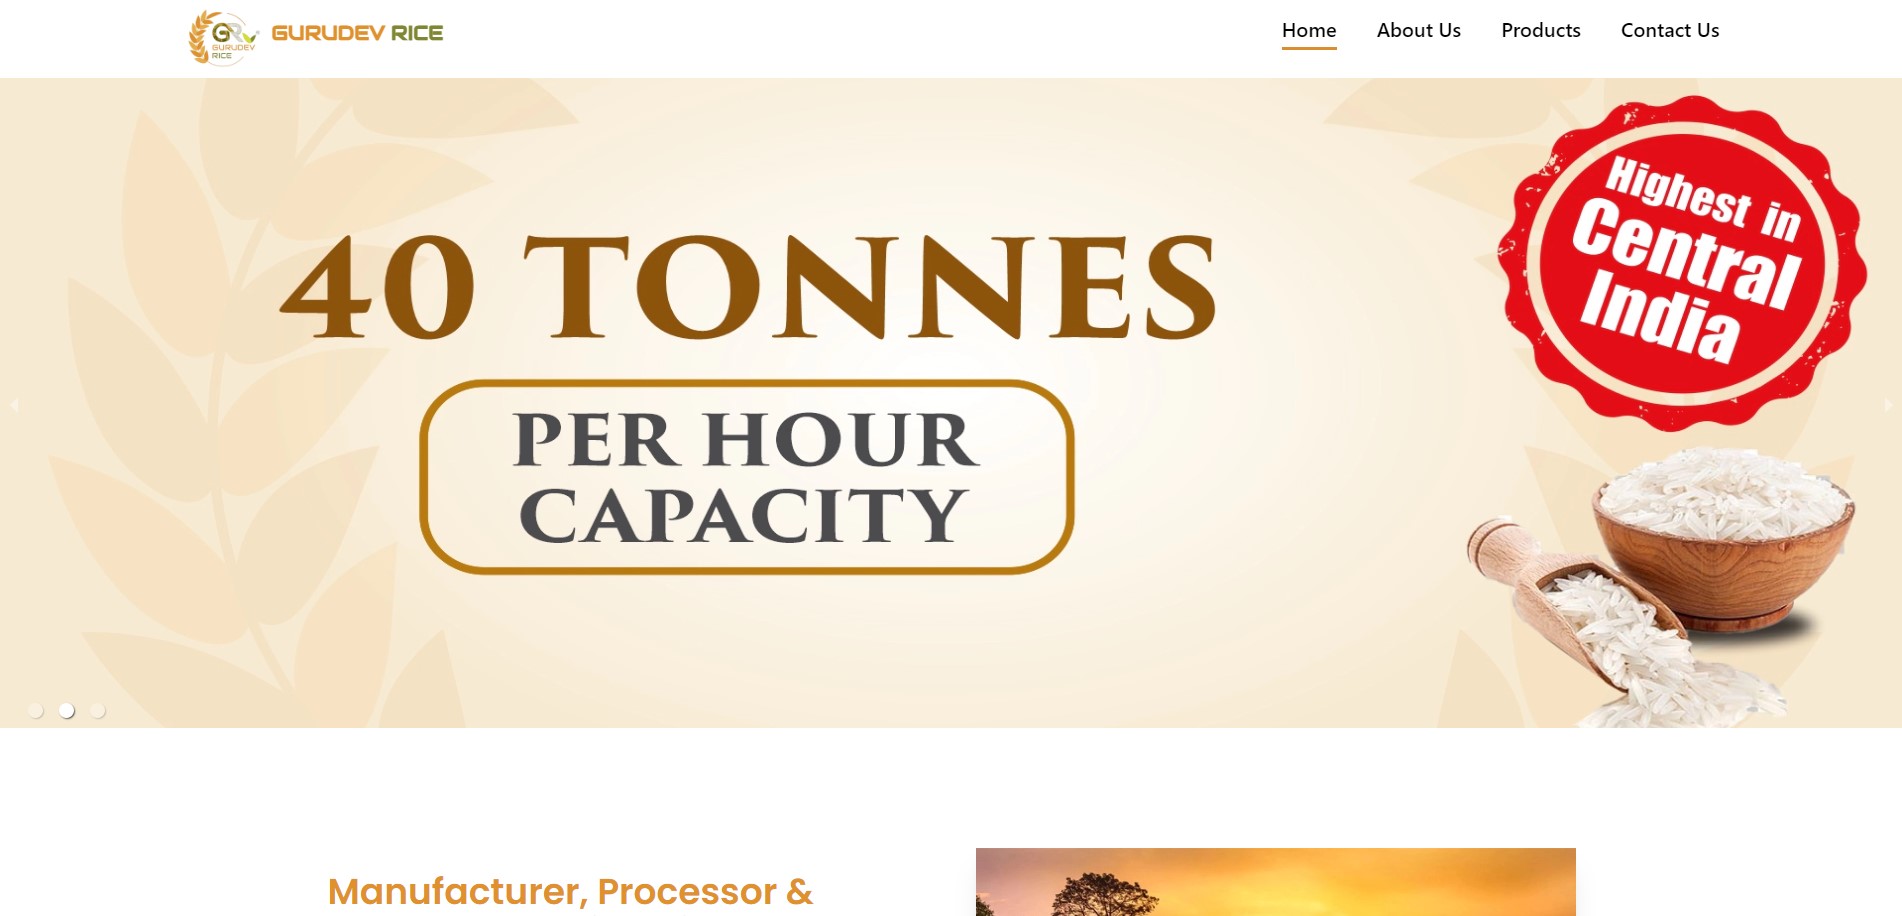 GR
GURUDEV
RICE
GURUDEV RICE
Home
About Us
Products
Contact Us
40 TONNES
PER HOUR
CAPACITY
Highest in
Central
India
Manufacturer, Processor &